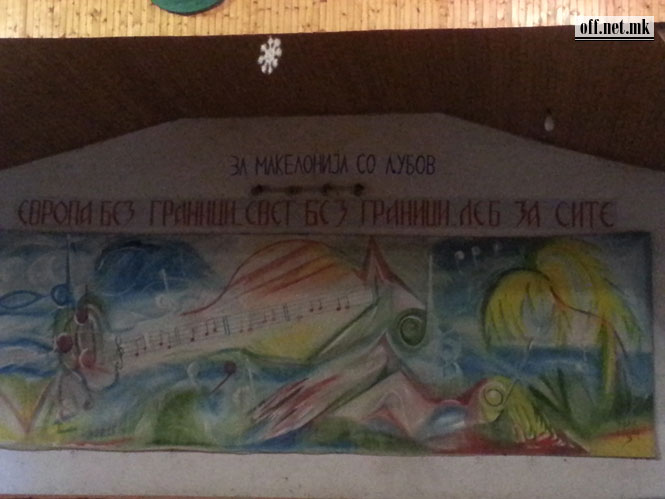 off.net.mk
ЗА МАКЕДОНИЈА СО ЉУБОВ
ЕВРОПА БЕЗ ГРАНИЦИ. СВЕТ БЕЗ ГРАНИЦИ. ЛЕБ ЗА СИТЕ